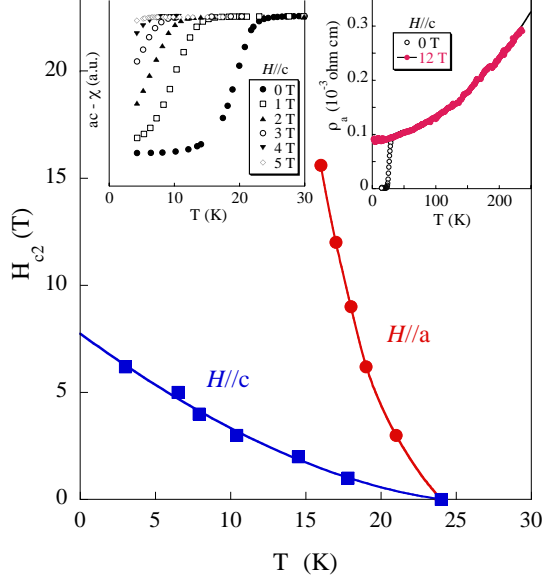 H_c2 (T)
20
15
10
5
0
0
5
10
15
20
25
30
T (K)
H//c
H//a
ac - χ (a.u.)
0
10
20
30
T (K)
H//c
0 T
1 T
2 T
3 T
4 T
5 T
ρ_a (10^-3 ohm cm)
0.3
0.2
0.1
0
0
100
200
T (K)
H//c
0 T
12 T